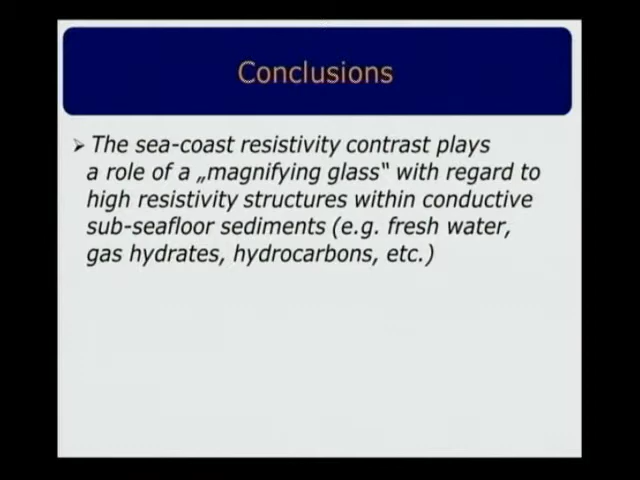 Conclusions
➢ The sea-coast resistivity contrast plays
a role of a „magnifying glass“ with regard to
high resistivity structures within conductive
sub-seafloor sediments (e.g. fresh water,
gas hydrates, hydrocarbons, etc.)